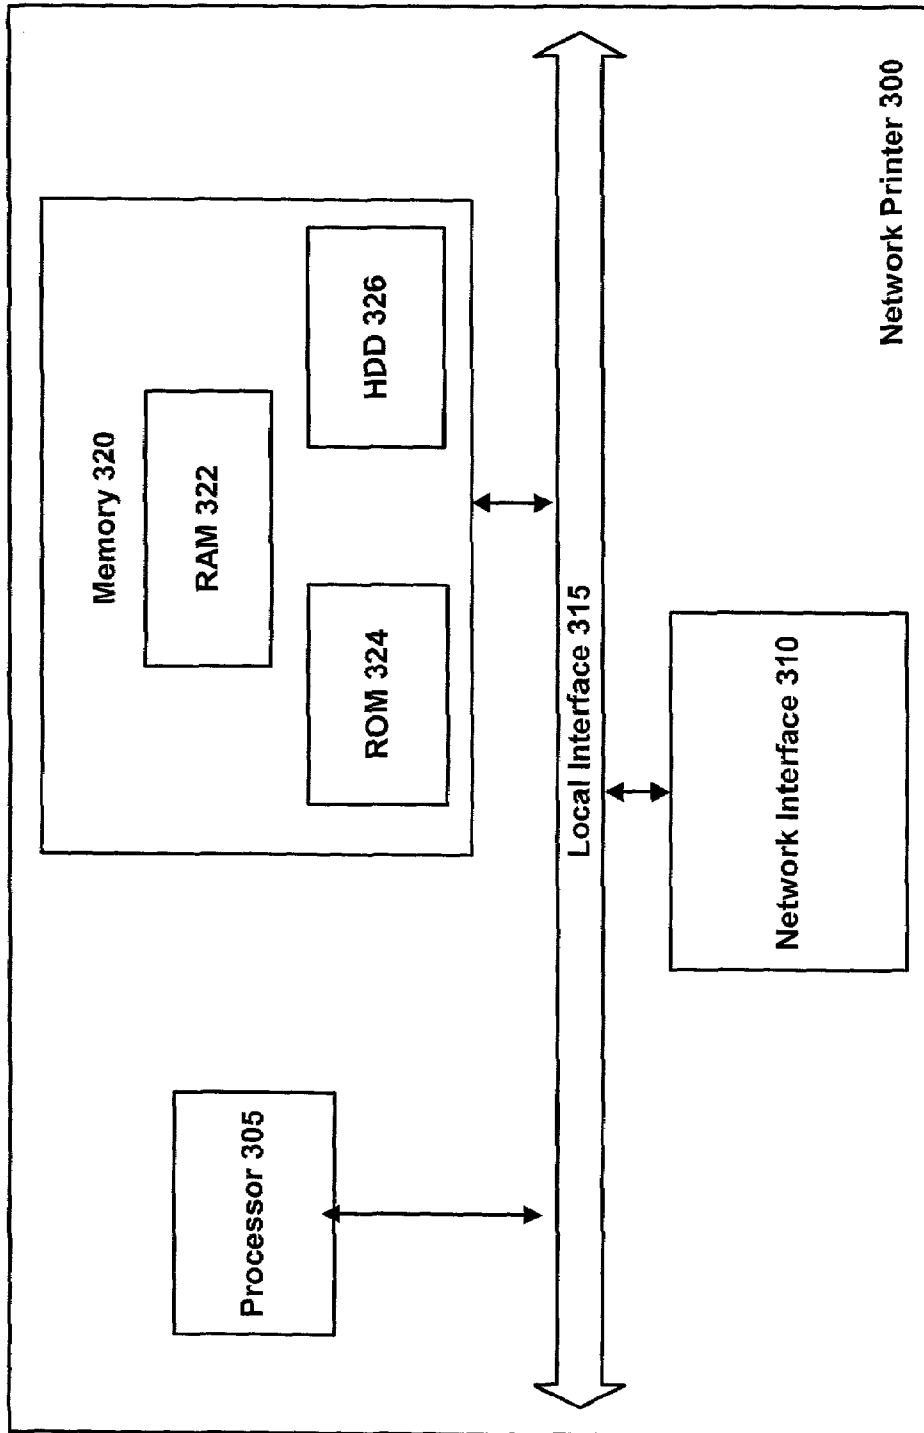 Memory 320
RAM 322
ROM 324
HDD 326
Processor 305
Local Interface 315
Network Interface 310
Network Printer 300